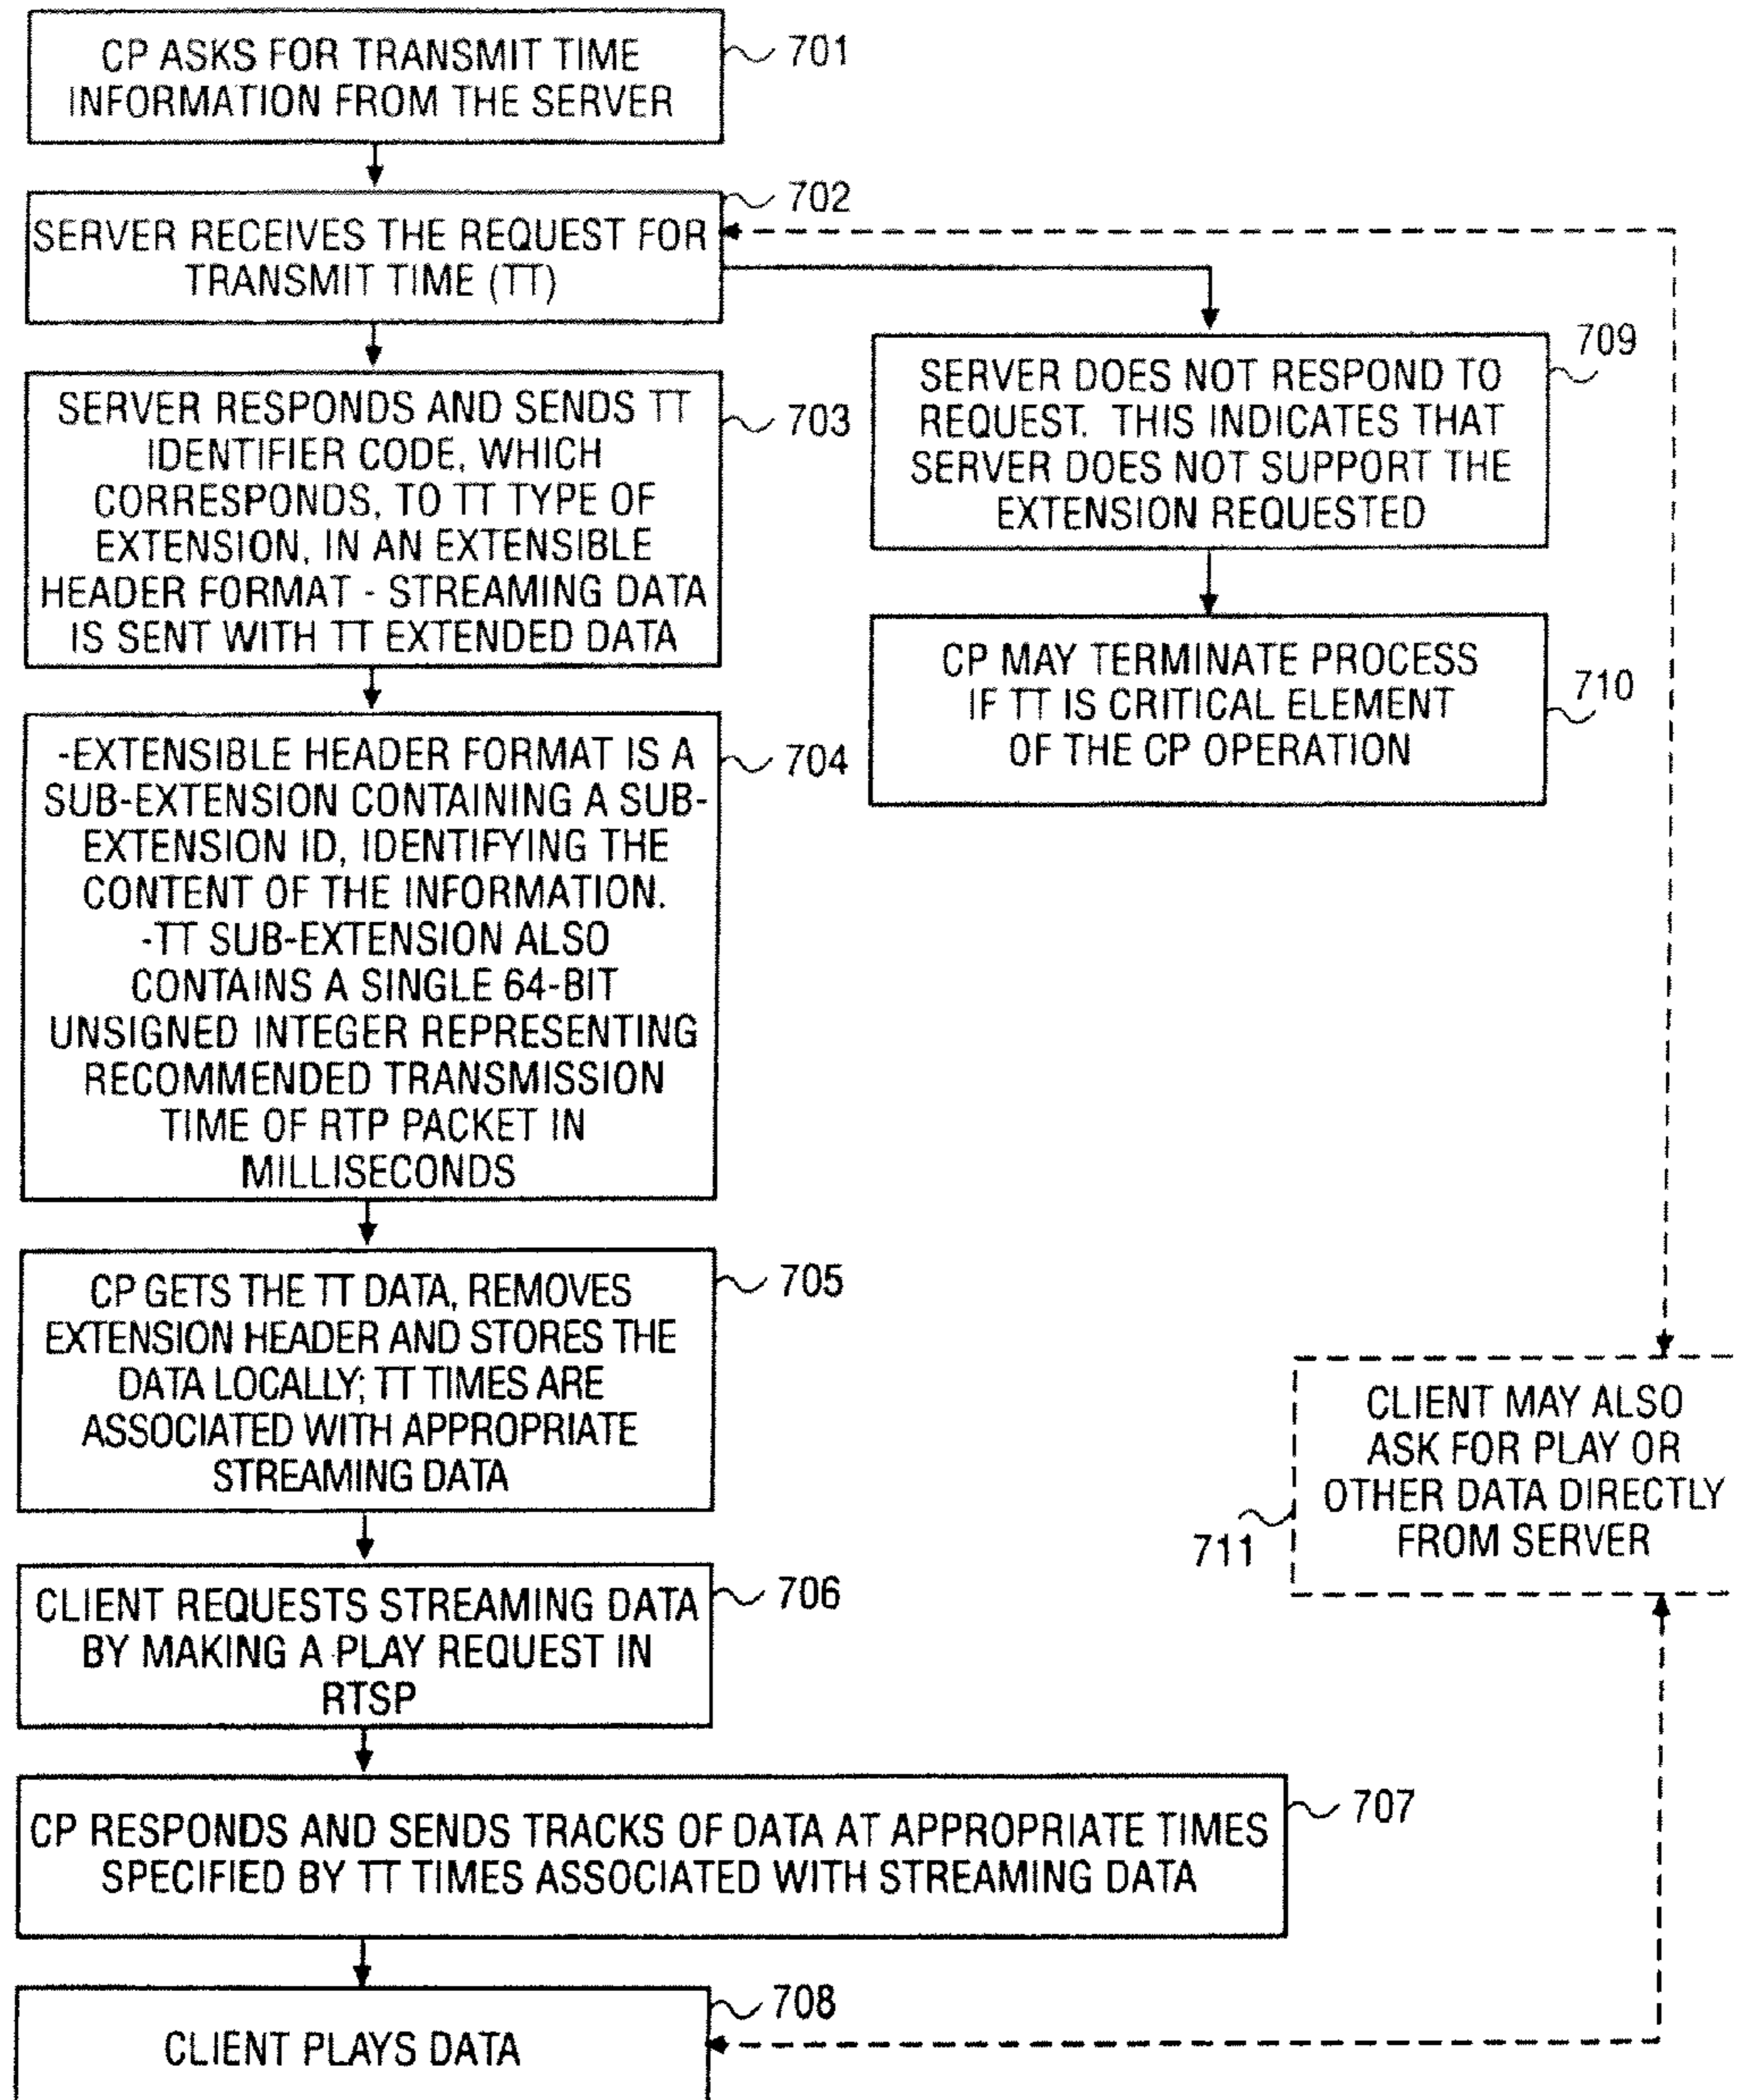 CP ASKS FOR TRANSMIT TIME
INFORMATION FROM THE SERVER
701
SERVER RECEIVES THE REQUEST FOR
TRANSMIT TIME (TT)
702
SERVER RESPONDS AND SENDS TT
IDENTIFIER CODE, WHICH
CORRESPONDS, TO TT TYPE OF
EXTENSION, IN AN EXTENSIBLE
HEADER FORMAT - STREAMING DATA
IS SENT WITH TT EXTENDED DATA
703
SERVER DOES NOT RESPOND TO
REQUEST. THIS INDICATES THAT
SERVER DOES NOT SUPPORT THE
EXTENSION REQUESTED
709
CP MAY TERMINATE PROCESS
IF TT IS CRITICAL ELEMENT
OF THE CP OPERATION
710
-EXTENSIBLE HEADER FORMAT IS A
SUB-EXTENSION CONTAINING A SUB-
EXTENSION ID, IDENTIFYING THE
CONTENT OF THE INFORMATION.
-TT SUB-EXTENSION ALSO
CONTAINS A SINGLE 64-BIT
UNSIGNED INTEGER REPRESENTING
RECOMMENDED TRANSMISSION
TIME OF RTP PACKET IN
MILLISECONDS
704
CP GETS THE TT DATA, REMOVES
EXTENSION HEADER AND STORES THE
DATA LOCALLY; TT TIMES ARE
ASSOCIATED WITH APPROPRIATE
STREAMING DATA
705
CLIENT MAY ALSO
ASK FOR PLAY OR
OTHER DATA DIRECTLY
FROM SERVER
711
CLIENT REQUESTS STREAMING DATA
BY MAKING A PLAY REQUEST IN
RTSP
706
CP RESPONDS AND SENDS TRACKS OF DATA AT APPROPRIATE TIMES
SPECIFIED BY TT TIMES ASSOCIATED WITH STREAMING DATA
707
CLIENT PLAYS DATA
708